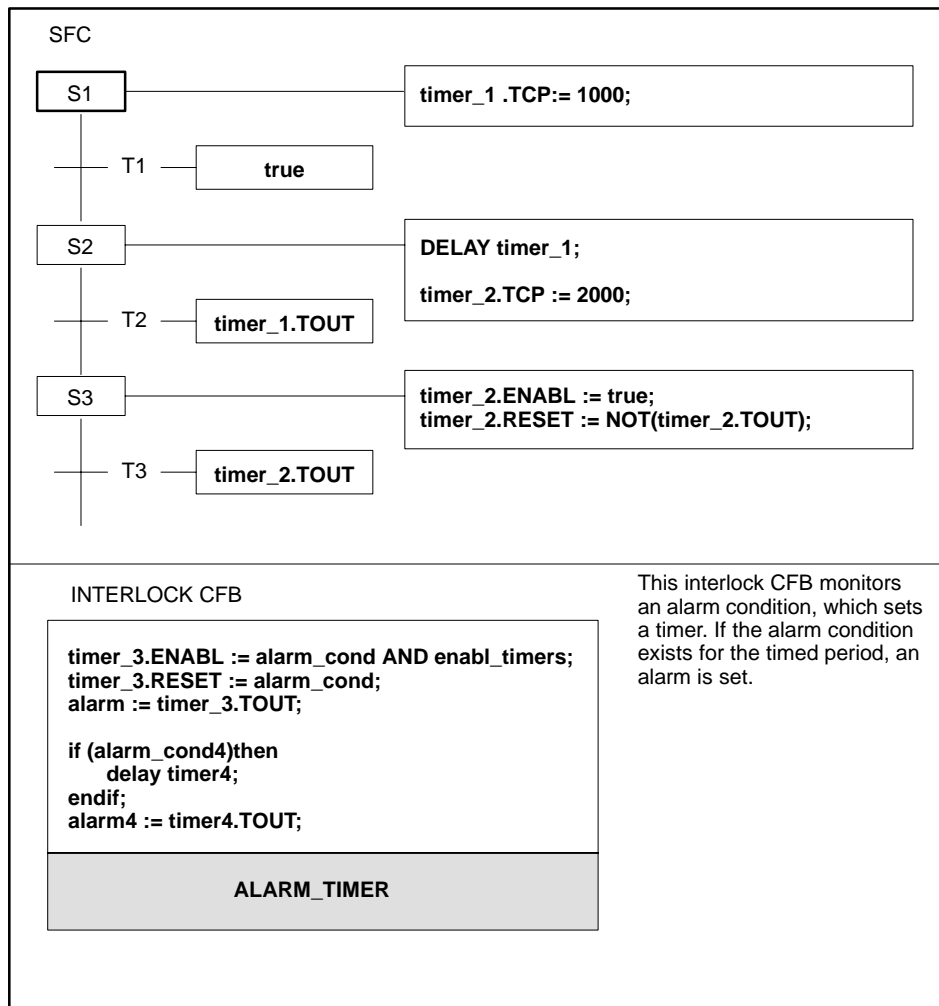 SFC
S1
timer_1 .TCP:= 1000;
T1
true
S2
DELAY timer_1;
timer_2.TCP := 2000;
T2
timer_1.TOUT
S3
timer_2.ENABL := true;
timer_2.RESET := NOT(timer_2.TOUT);
T3
timer_2.TOUT
INTERLOCK CFB
timer_3.ENABL := alarm_cond AND enabl_timers;
timer_3.RESET := alarm_cond;
alarm := timer_3.TOUT;
if (alarm_cond4)then
delay timer4;
endif;
alarm4 := timer4.TOUT;
ALARM_TIMER
This interlock CFB monitors
an alarm condition, which sets
a timer. If the alarm condition
exists for the timed period, an
alarm is set.